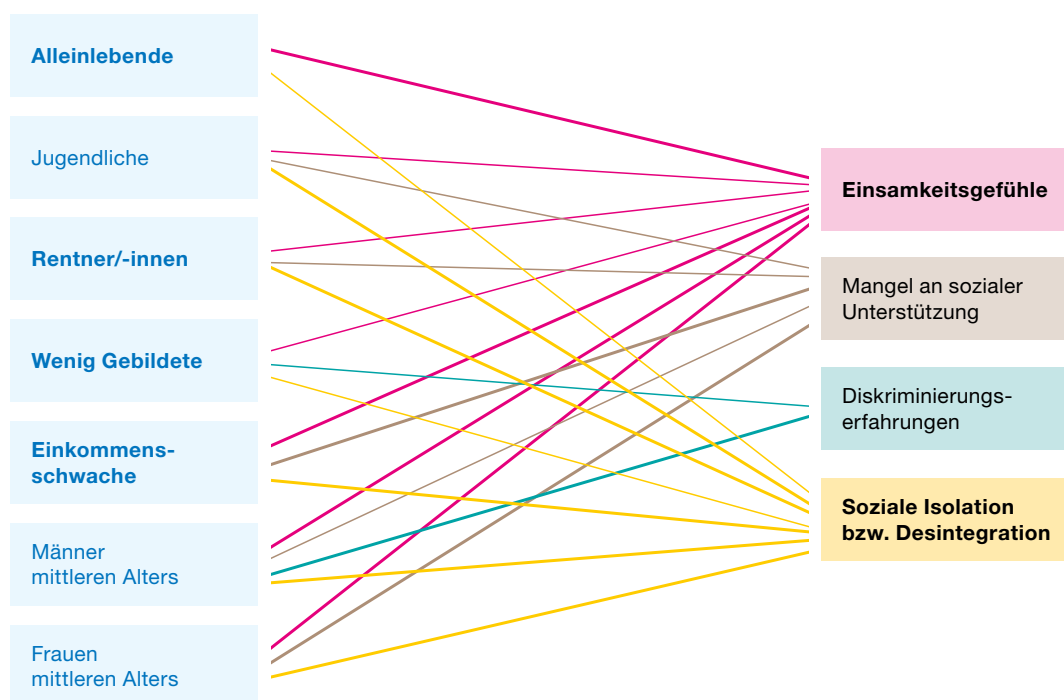 Alleinlebende
Jugendliche
Rentner/-innen
Wenig Gebildete
Einkommens-
schwache
Männer
mittleren Alters
Frauen
mittleren Alters
Einsamkeitsgefühle
Mangel an sozialer
Unterstützung
Diskriminierungs-
erfahrungen
Soziale Isolation
bzw. Desintegration